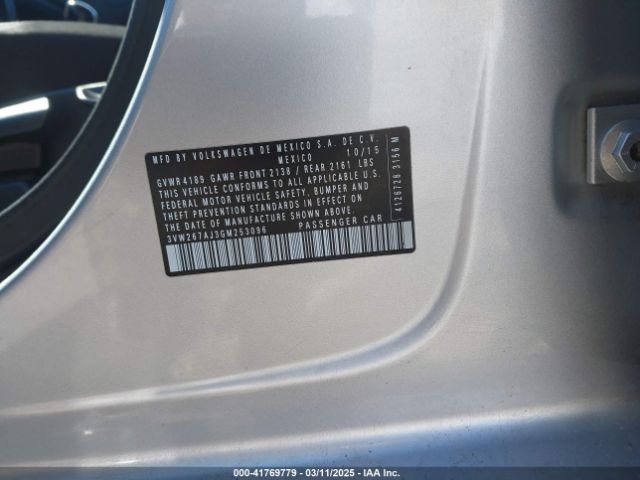 MFD BY VOLKSWAGEN DE MEXICO S.A. DE C.V.
MEXICO 10/15
GVWR 4189 GAWR FRONT 2138 / REAR 2161 LBS
THIS VEHICLE CONFORMS TO ALL APPLICABLE U.S.
FEDERAL MOTOR VEHICLE SAFETY, BUMPER AND
THEFT PREVENTION STANDARDS IN EFFECT ON
THE DATE OF MANUFACTURE SHOWN ABOVE.
3VW267AJ3GM253096 PASSENGER CAR
4126726 3156 M
000-41769779 - 03/11/2025 - IAA Inc.